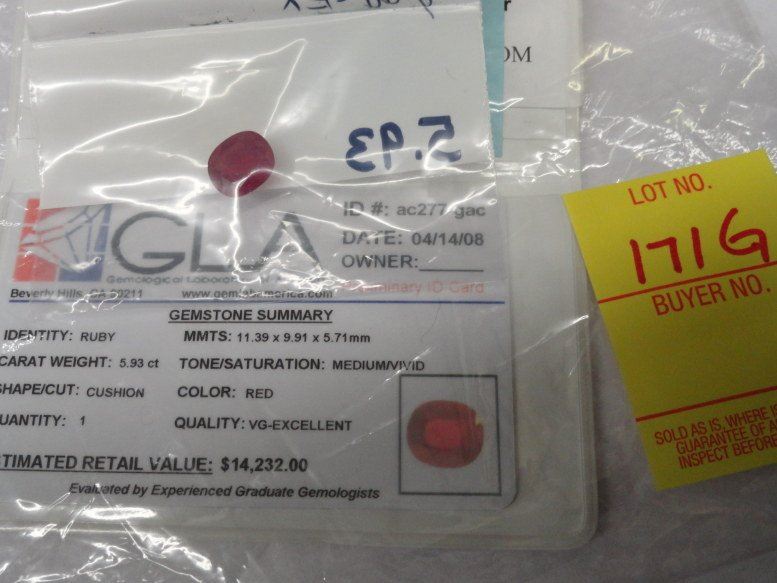 5.93
GLA
ID #: ac277 gac
DATE: 04/14/08
OWNER:
Gemological
Beverly Hills, CA 90211
Preliminary ID Card
GEMSTONE SUMMARY
IDENTITY: RUBY
MMTS: 11.39 x 9.91 x 5.71mm
CARAT WEIGHT: 5.93 ct
TONE/SATURATION: MEDIUM/VIVID
SHAPE/CUT: CUSHION
COLOR: RED
QUANTITY: 1
QUALITY: VG-EXCELLENT
ESTIMATED RETAIL VALUE: $14,232.00
Evaluated by Experienced Graduate Gemologists
LOT NO.
171G
BUYER NO.
SOLD AS IS, WHERE
GUARANTEE OF
INSPECT BEFORE